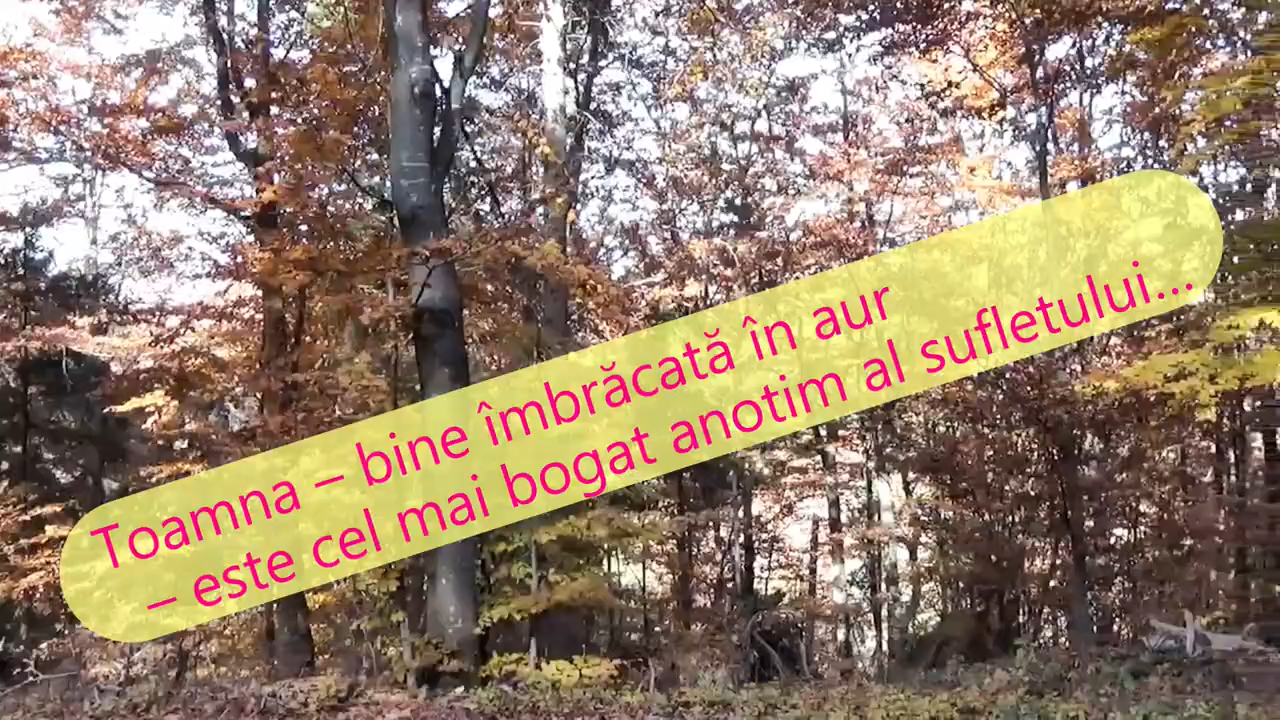 Toamna – bine îmbrăcată în aur
– este cel mai bogat anotim al sufletului...